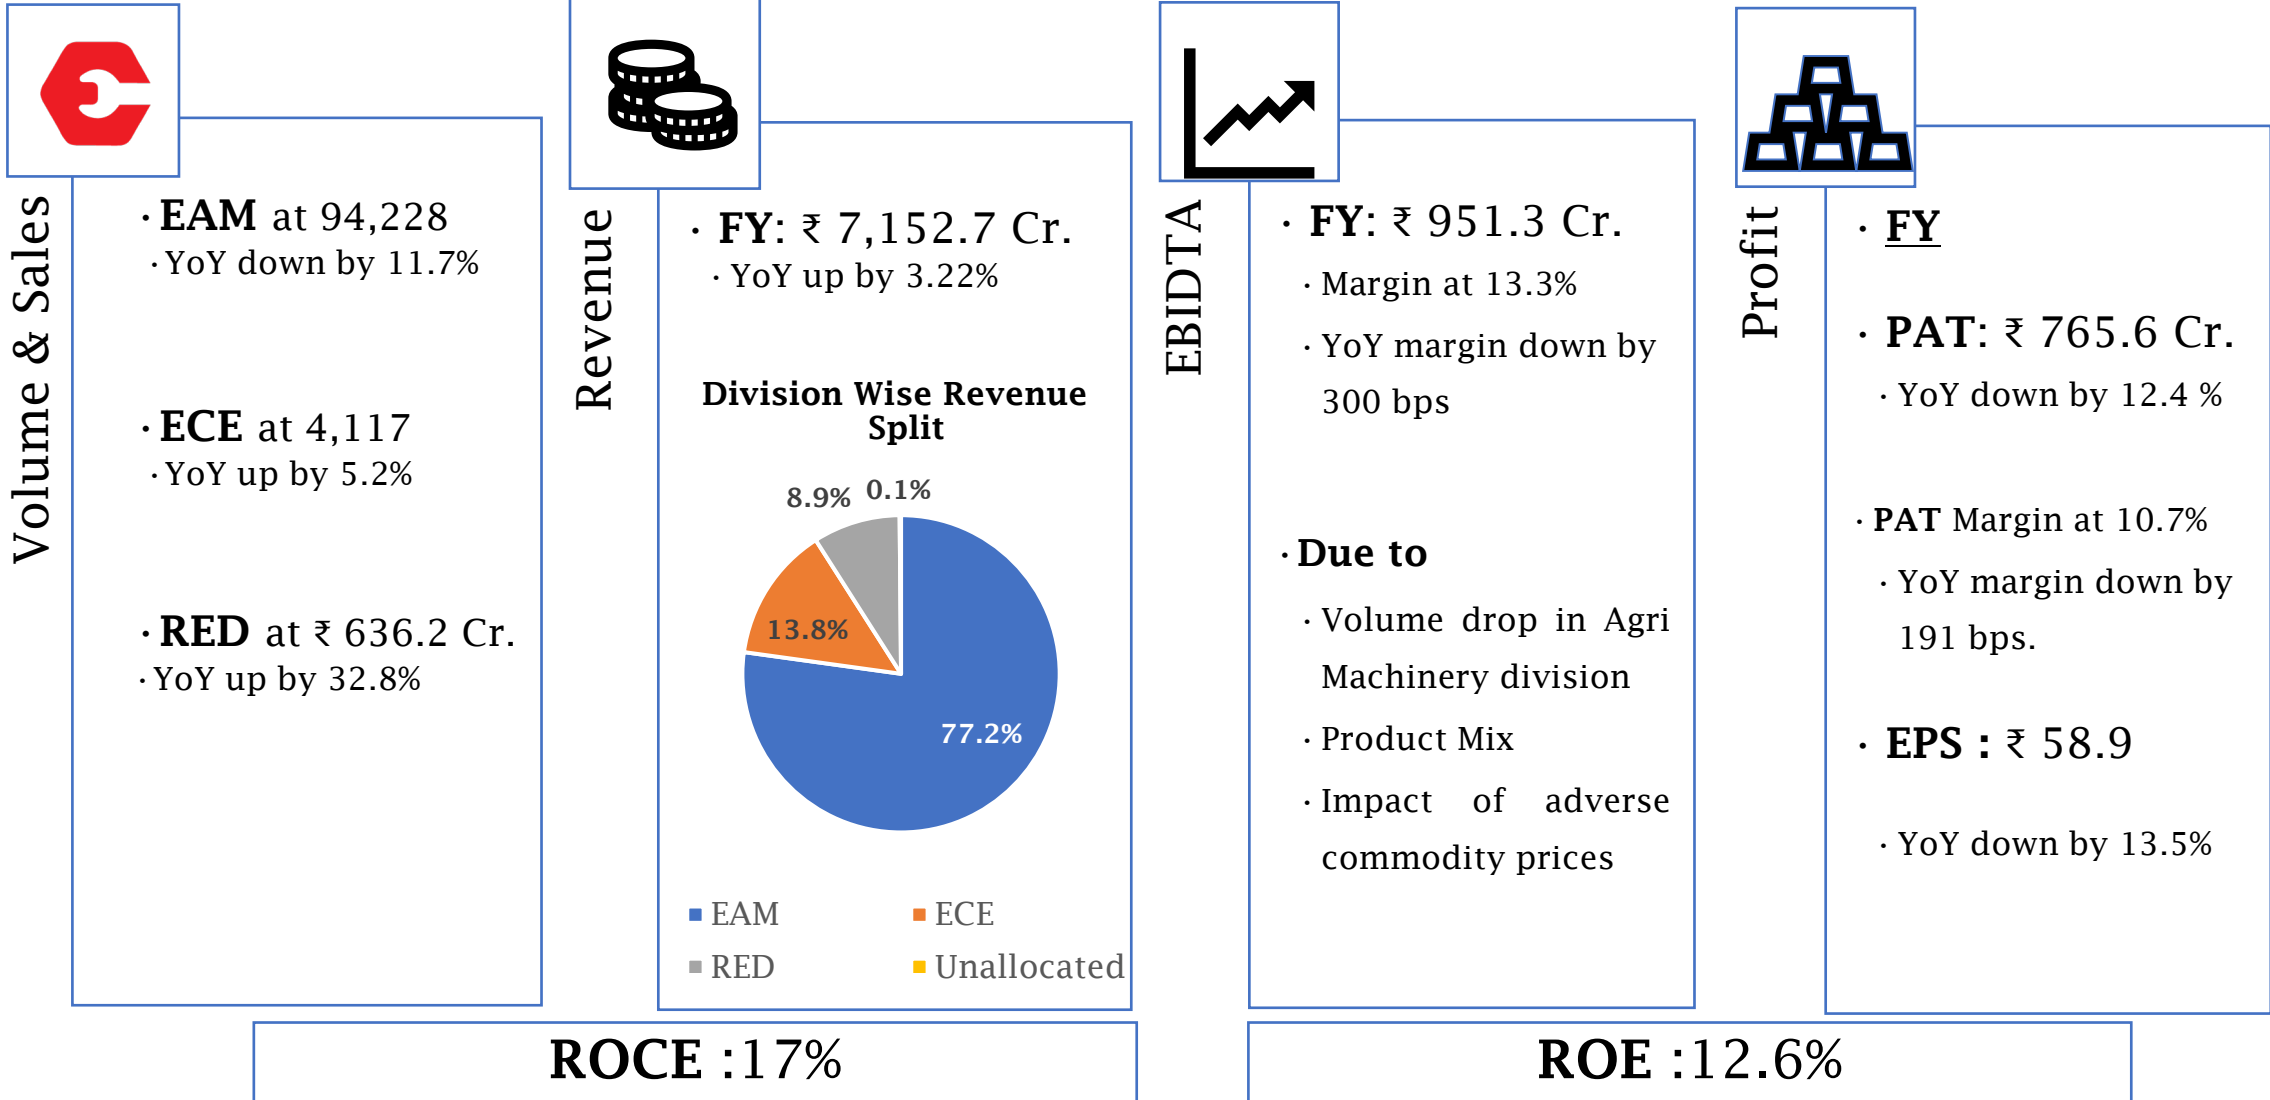 Volume & Sales
· EAM at 94,228
· YoY down by 11.7%
· ECE at 4,117
· YoY up by 5.2%
· RED at ₹ 636.2 Cr.
· YoY up by 32.8%
Revenue
· FY: ₹ 7,152.7 Cr.
· YoY up by 3.22%
Division Wise Revenue
Split
8.9% 0.1%
13.8%
77.2%
EAM ECE
RED Unallocated
EBIDTA
· FY: ₹ 951.3 Cr.
· Margin at 13.3%
· YoY margin down by
300 bps
· Due to
· Volume drop in Agri
Machinery division
· Product Mix
· Impact of adverse
commodity prices
Profit
· FY
· PAT: ₹ 765.6 Cr.
· YoY down by 12.4 %
· PAT Margin at 10.7%
· YoY margin down by
191 bps.
· EPS : ₹ 58.9
· YoY down by 13.5%
ROCE :17%
ROE :12.6%